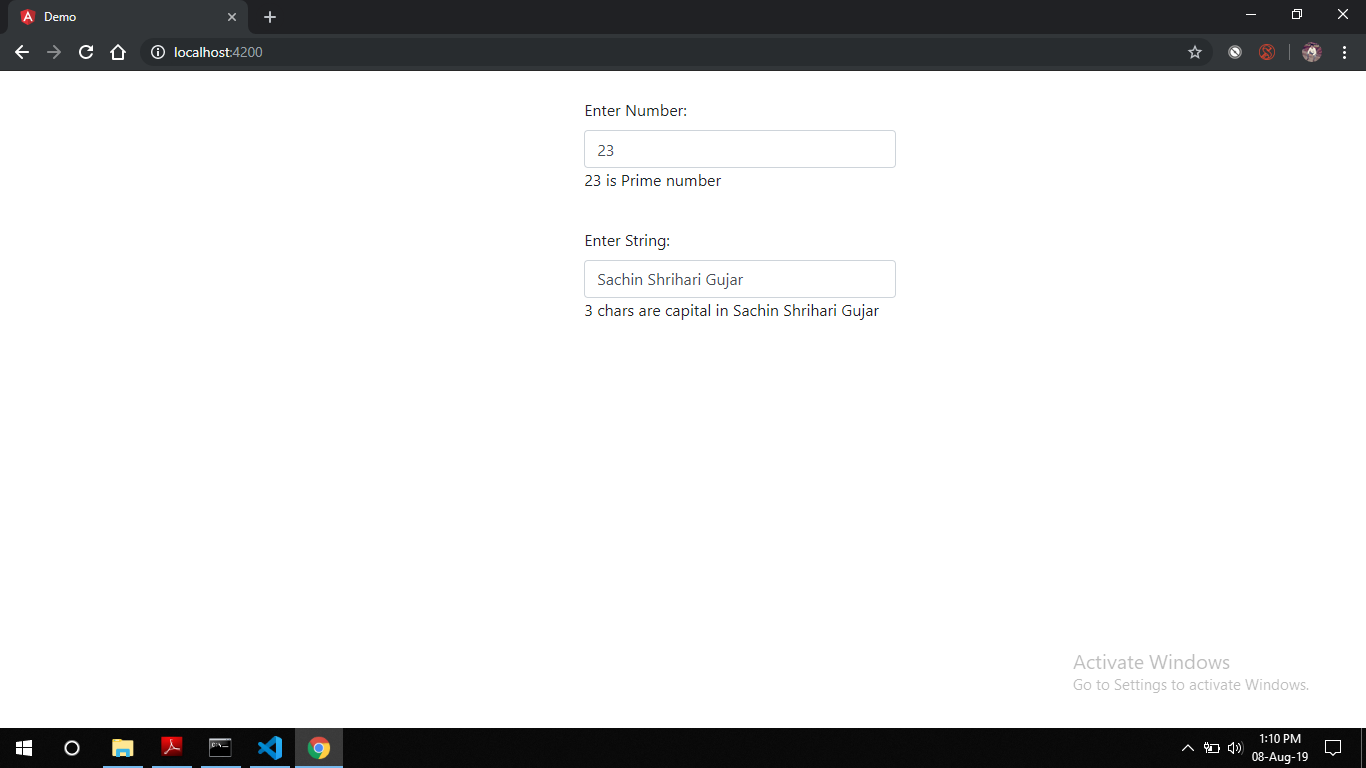 Demo
localhost:4200
Enter Number:
23
23 is Prime number
Enter String:
Sachin Shrihari Gujar
3 chars are capital in Sachin Shrihari Gujar
Activate Windows
Go to Settings to activate Windows.
1:10 PM
08-Aug-19